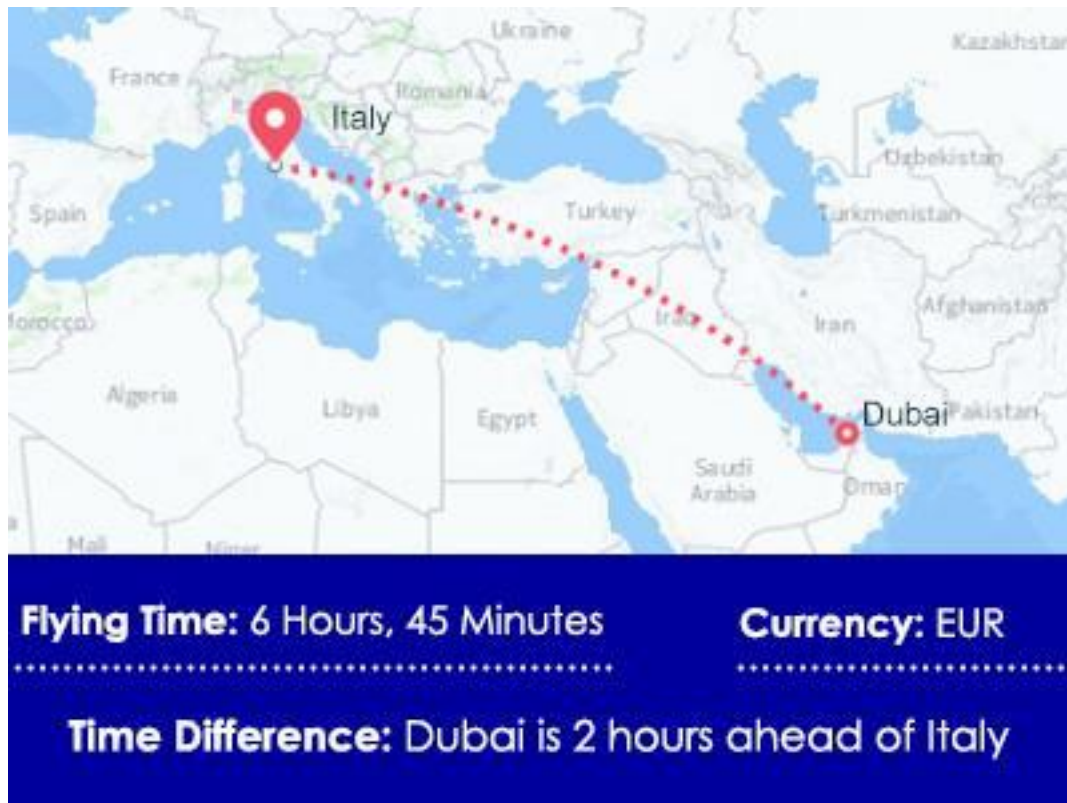 Ukraine
Kazakhstan
France
Romania
Italy
Uzbekistan
Spain
Turkey
Turkmenistan
Morocco
Iraq
Iran
Afghanistan
Algeria
Libya
Egypt
Dubai
Pakistan
Saudi
Arabia
Oman
Mali
Niger
Flying Time: 6 Hours, 45 Minutes
Currency: EUR
Time Difference: Dubai is 2 hours ahead of Italy